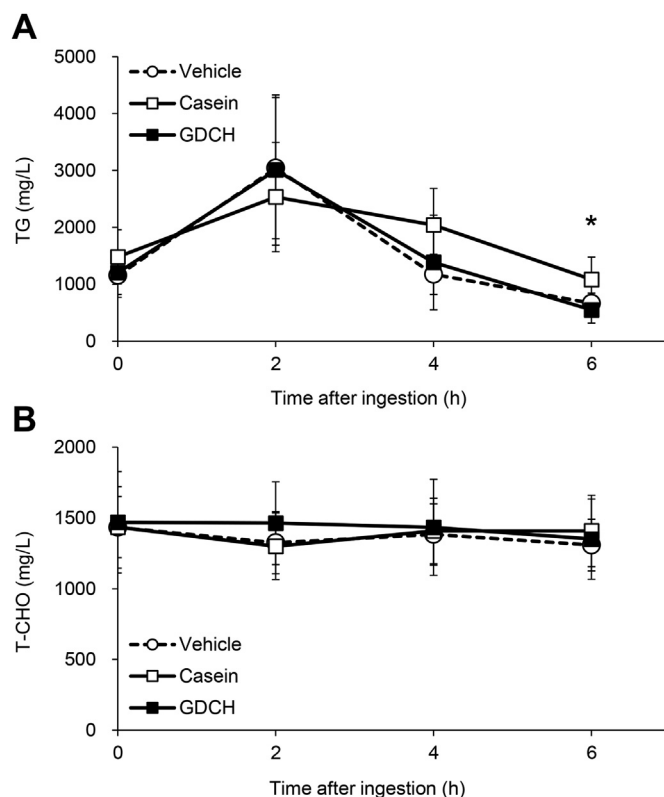 A
5000
4000
3000
2000
1000
0
TG (mg/L)
Vehicle
Casein
GDCH
*
0 2 4 6
Time after ingestion (h)
B
2000
1500
1000
500
0
T-CHO (mg/L)
Vehicle
Casein
GDCH
0 2 4 6
Time after ingestion (h)